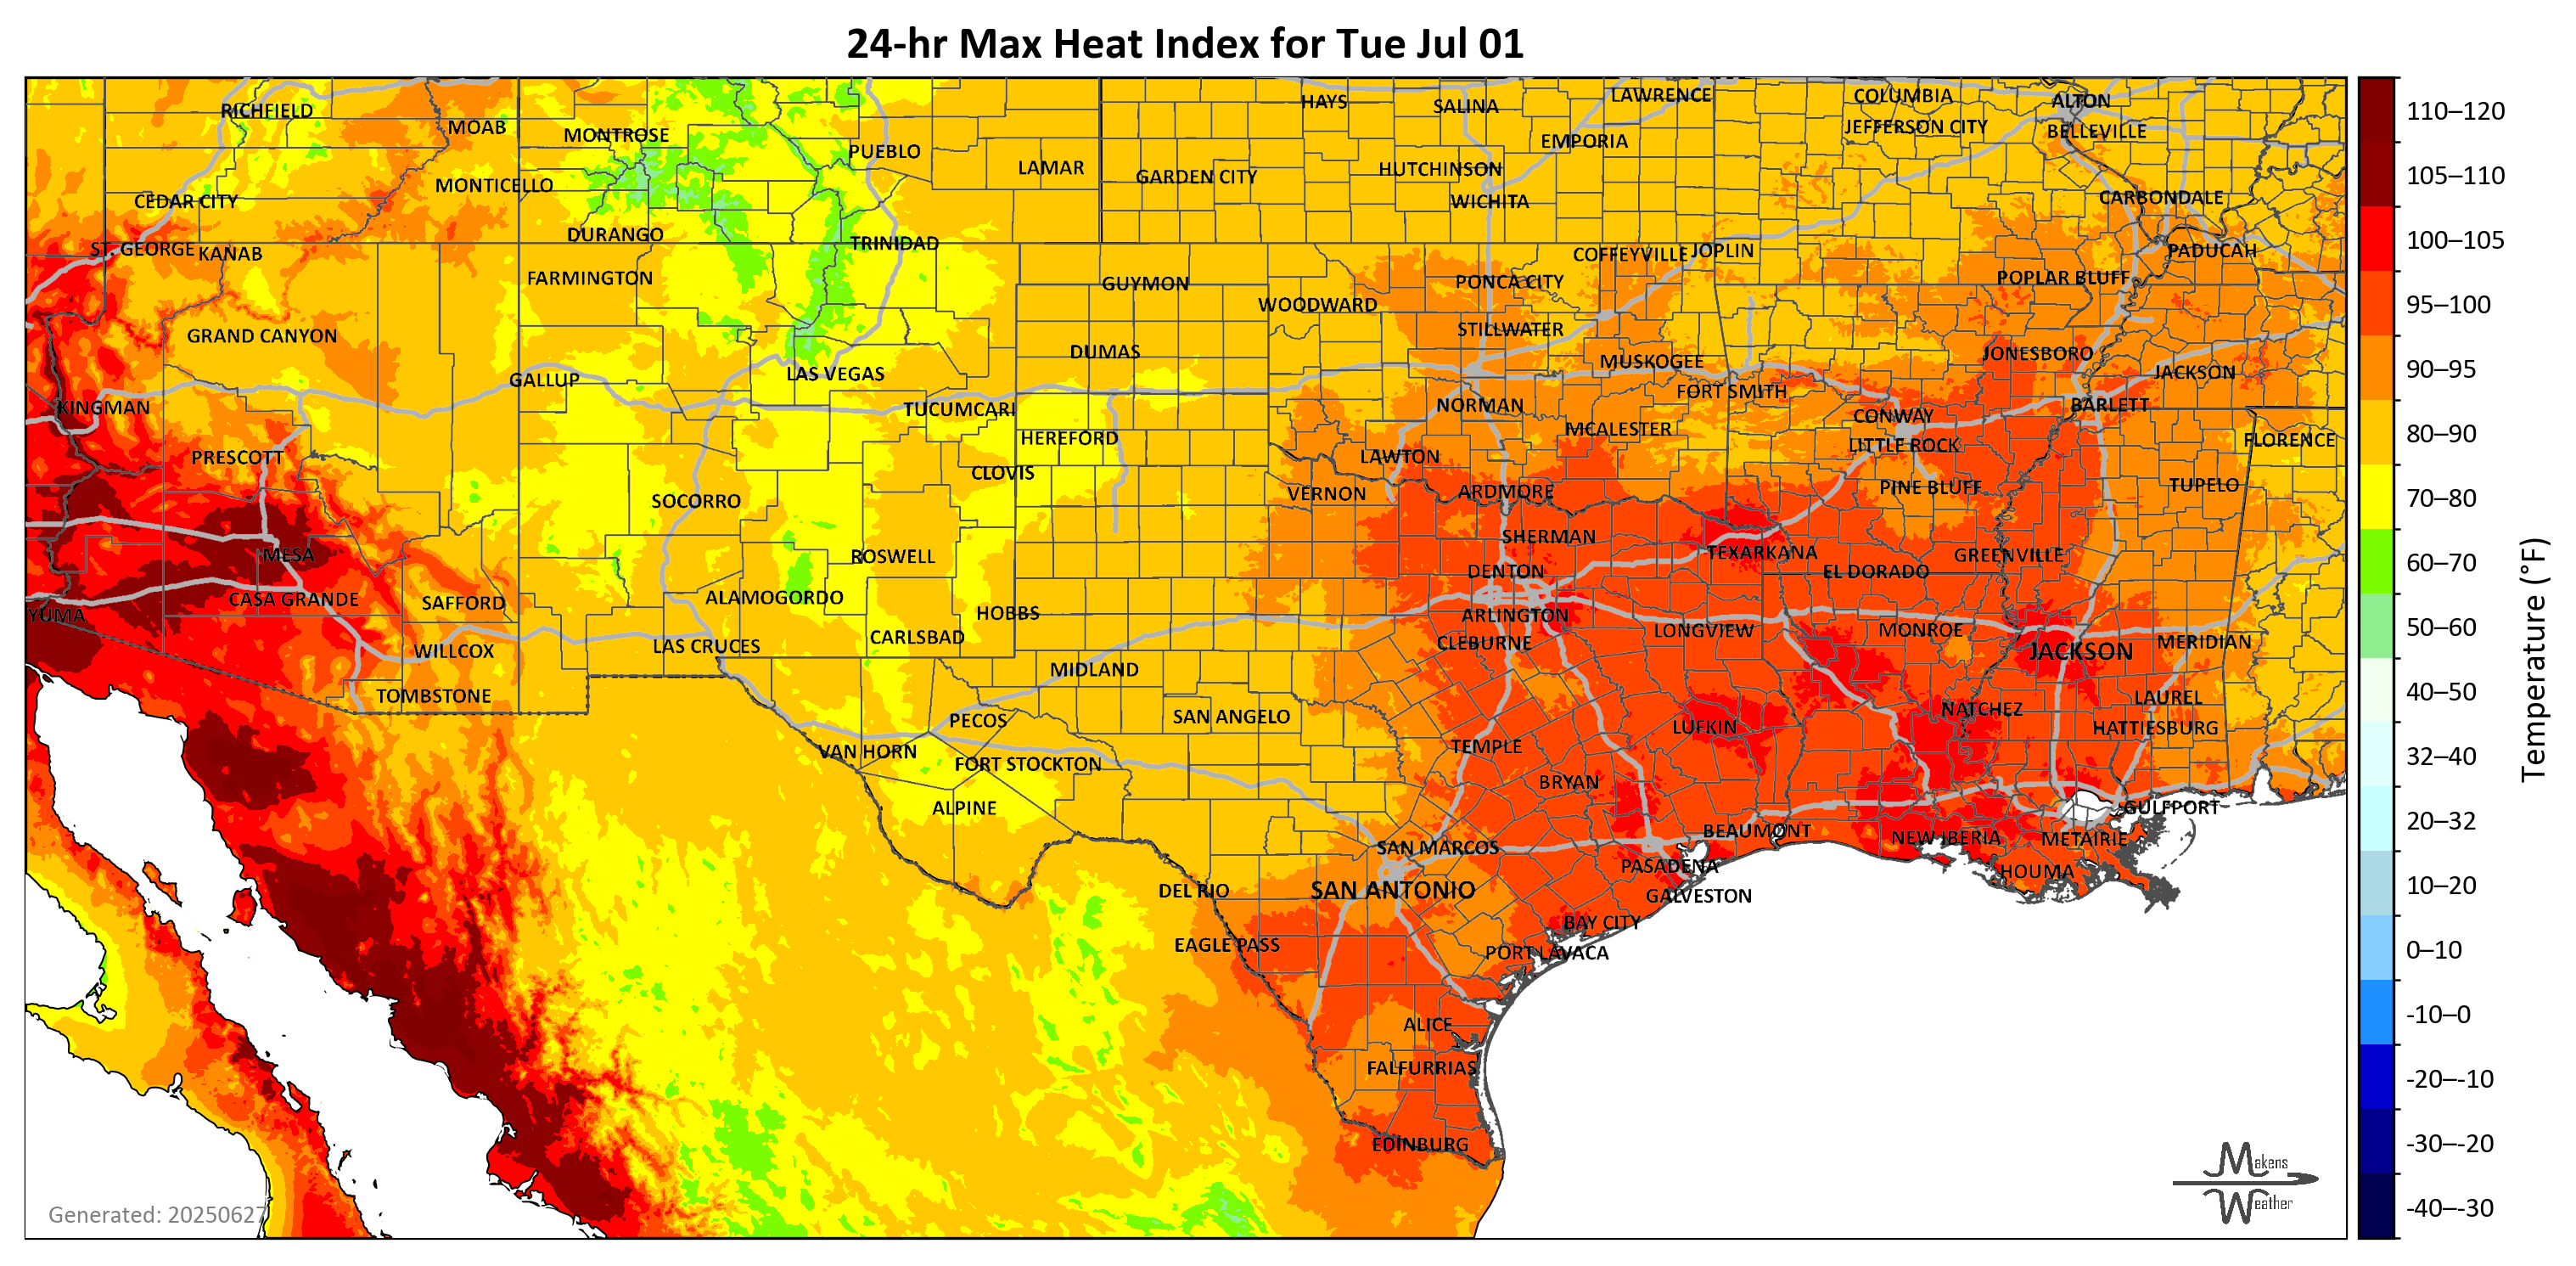 24-hr Max Heat Index for Tue Jul 01
RICHFIELD
MOAB
MONTROSE
PUEBLO
LAMAR
HAYS
SALINA
LAWRENCE
COLUMBIA
ALTON
JEFFERSON CITY
BELLEVILLE
EMPORIA
MONTICELLO
GARDEN CITY
HUTCHINSON
WICHITA
CARBONDALE
CEDAR CITY
DURANGO
TRINIDAD
ST. GEORGE
KANAB
COFFEYVILLE
JOPLIN
PADUCAH
FARMINGTON
GUYMON
PONCA CITY
POPLAR BLUFF
WOODWARD
GRAND CANYON
STILLWATER
DUMAS
MUSKOGEE
JONESBORO
GALLUP
LAS VEGAS
FORT SMITH
JACKSON
KINGMAN
TUCUMCARI
NORMAN
CONWAY
BARLETT
HEREFORD
MCALESTER
LITTLE ROCK
FLORENCE
PRESCOTT
CLOVIS
LAWTON
VERNON
ARDMORE
PINE BLUFF
TUPELO
SOCORRO
SHERMAN
MESA
ROSWELL
TEXARKANA
GREENVILLE
DENTON
EL DORADO
CASA GRANDE
SAFFORD
ALAMOGORDO
HOBBS
YUMA
ARLINGTON
CARLSBAD
LAS CRUCES
CLEBURNE
LONGVIEW
MONROE
WILLCOX
JACKSON
MERIDIAN
MIDLAND
TOMBSTONE
PECOS
SAN ANGELO
LUFKIN
NATCHEZ
LAUREL
HATTIESBURG
VAN HORN
FORT STOCKTON
TEMPLE
BRYAN
ALPINE
GULFPORT
SAN MARCOS
BEAUMONT
NEW IBERIA
METAIRIE
PASADENA
HOUMA
DEL RIO
SAN ANTONIO
GALVESTON
BAY CITY
EAGLE PASS
PORT LAVACA
ALICE
FALFURRIAS
EDINBURG
Generated: 20250627
Makens
Weather
110–120
105–110
100–105
95–100
90–95
80–90
70–80
60–70
50–60
40–50
32–40
20–32
10–20
0–10
-10–0
-20–-10
-30–-20
-40–-30
Temperature (°F)